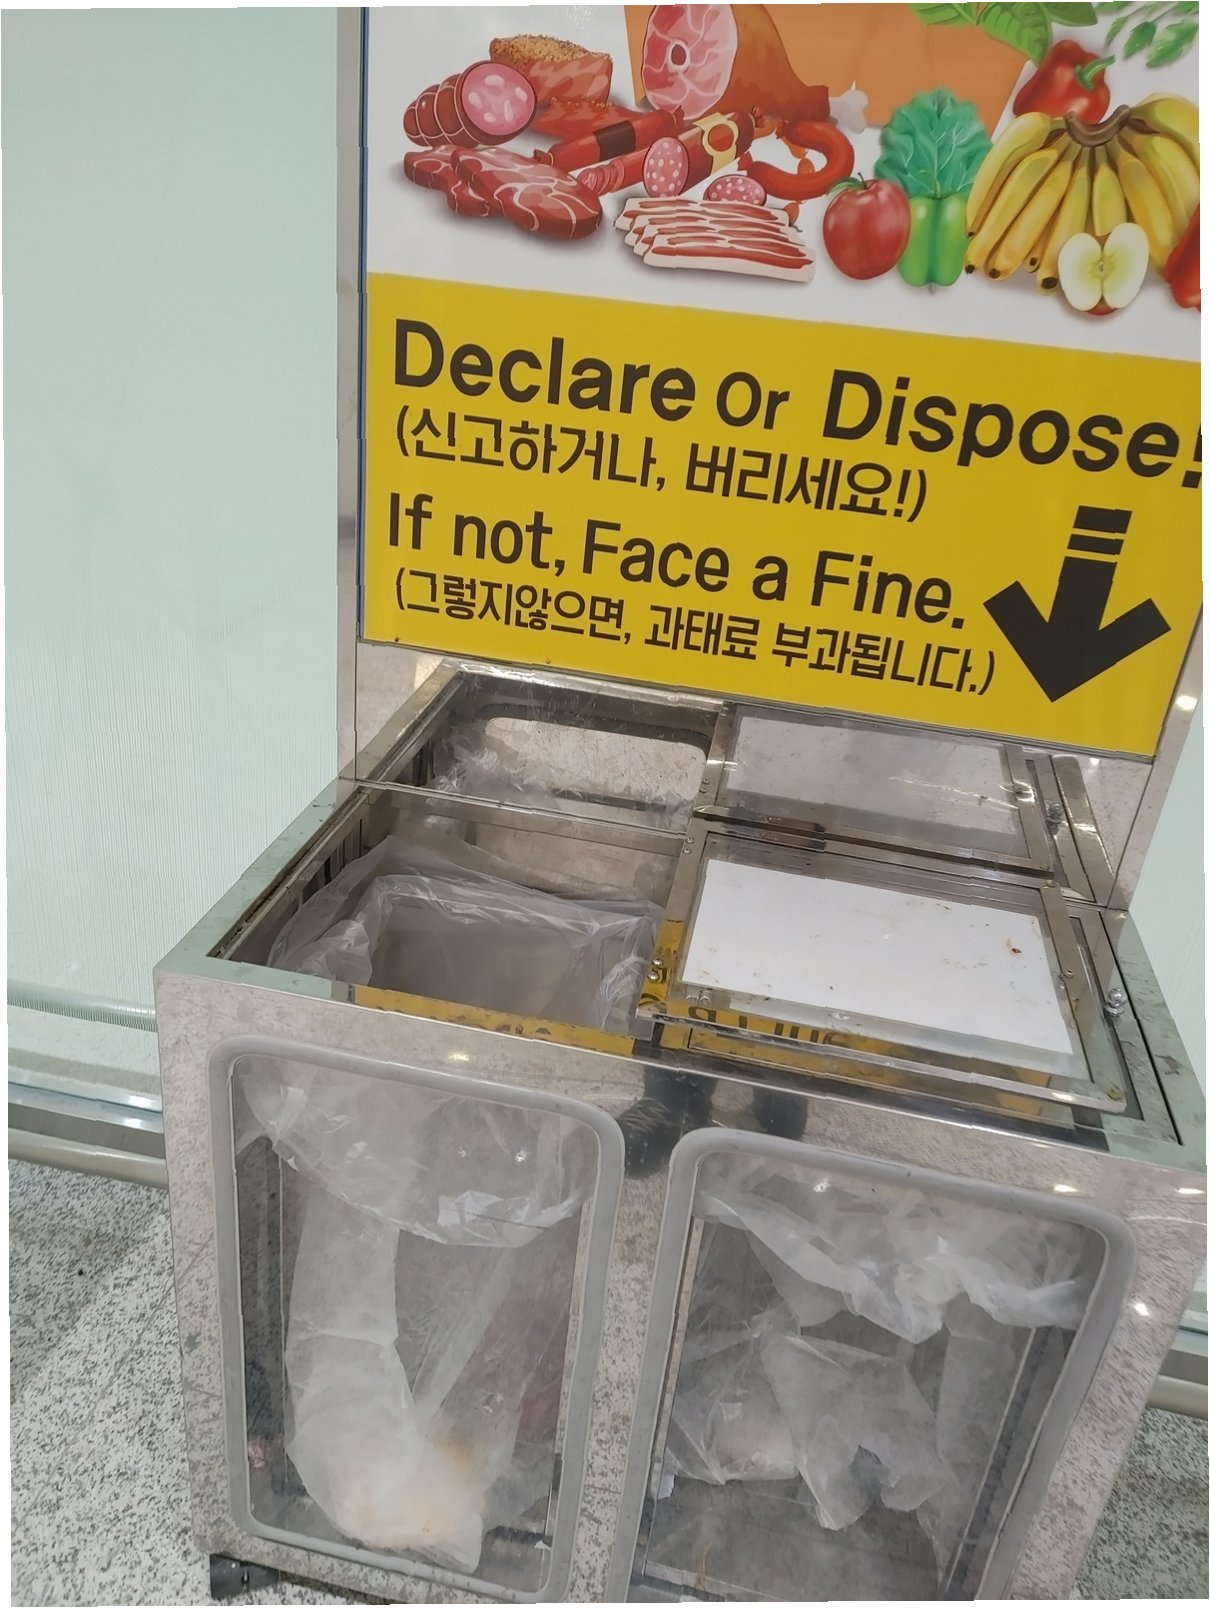 Declare Or Dispose!
(신고하거나, 버리세요!)
If not, Face a Fine.
(그렇지않으면, 과태료 부과됩니다.)